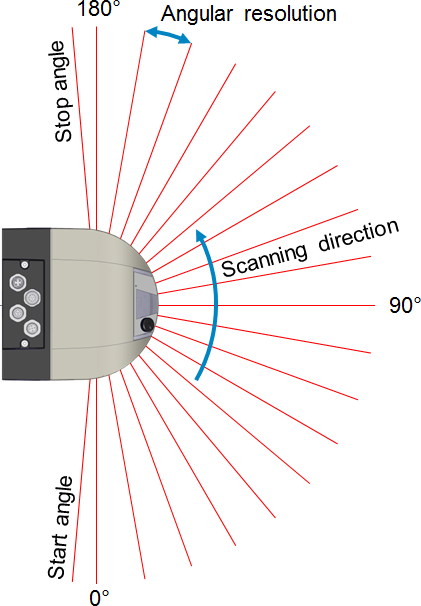 180°
Angular resolution
Stop angle
Scanning direction
90°
Start angle
0°